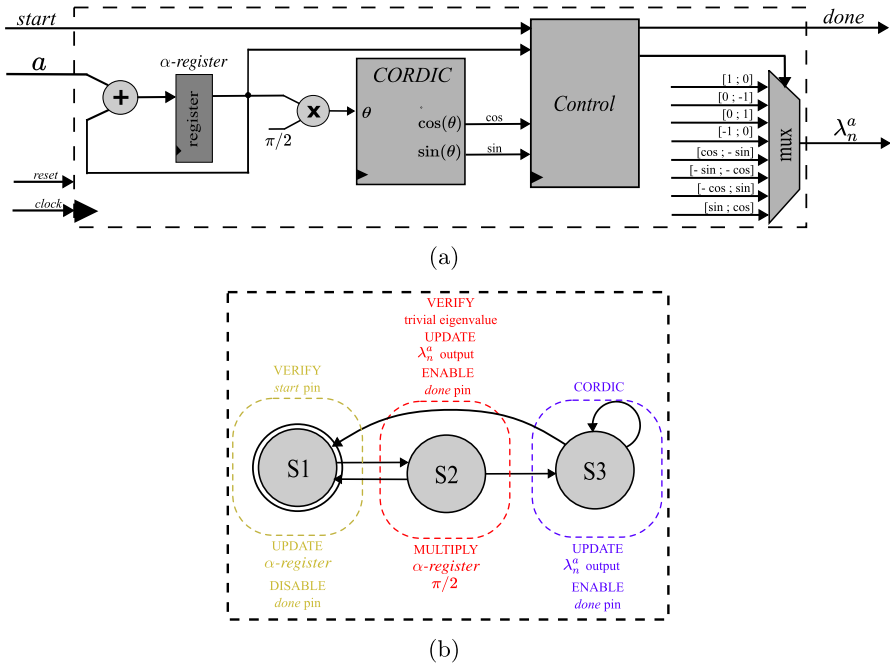 start
done
a
α-register
register
+
π/2
x
CORDIC
θ
cos(θ)
cos
sin(θ)
sin
Control
[1 ; 0]
[0 ; -1]
[0 ; 1]
[-1 ; 0]
[cos ; - sin]
[- sin ; - cos]
[- cos ; sin]
[sin ; cos]
mux
λₙᵃ
reset
clock
(a)
VERIFY
trivial eigenvalue
UPDATE
λₙᵃ output
ENABLE
done pin
VERIFY
start pin
CORDIC
S1
S2
S3
UPDATE
α-register
DISABLE
done pin
MULTIPLY
α-register
π/2
UPDATE
λₙᵃ output
ENABLE
done pin
(b)